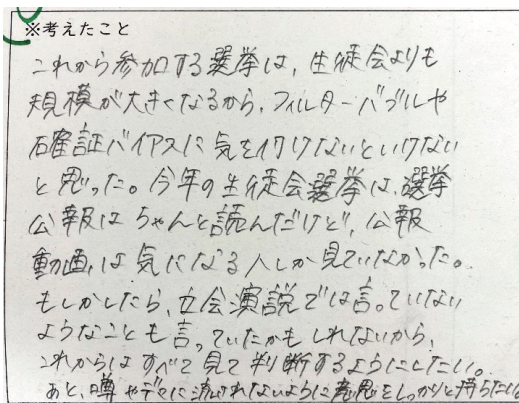 ※考えたこと
これから参加する選挙は、生徒会よりも
規模が大きくなるから、フィルターバブルや
確証バイアスに気を付けないといけない
と思った。今年の生徒会選挙は、選挙
公報はちゃんと読んだけど、公報
動画は気になる人しか見ていなかった。
もしかしたら、立会演説では言っていない
ようなことも言っていたかもしれないから、
これからはすべて見て判断するようにしたい。
あと、噂やデマに流されないように意思をしっかりと持ちたい。